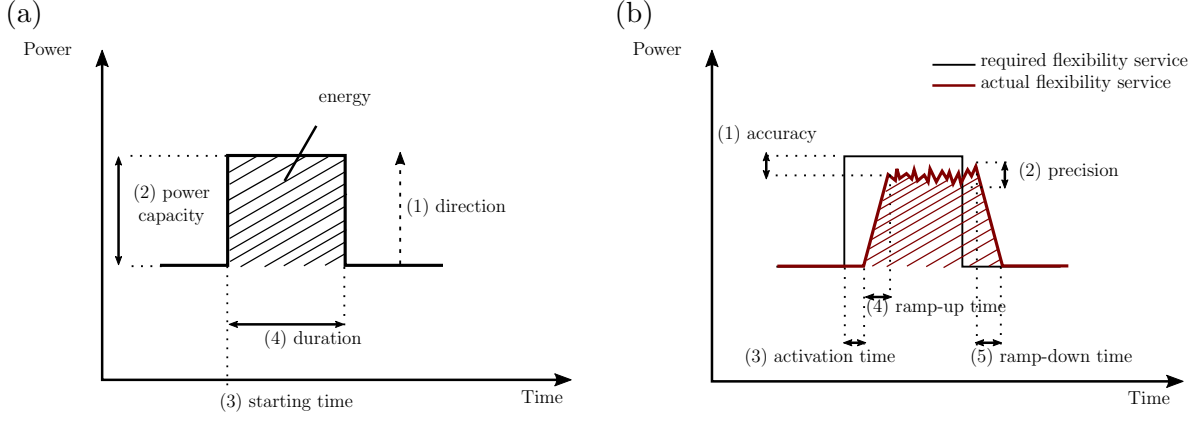 (a)
Power
energy
(2) power
capacity
(1) direction
(4) duration
(3) starting time
Time
(b)
Power
required flexibility service
actual flexibility service
(1) accuracy
(2) precision
(4) ramp-up time
(3) activation time
(5) ramp-down time
Time